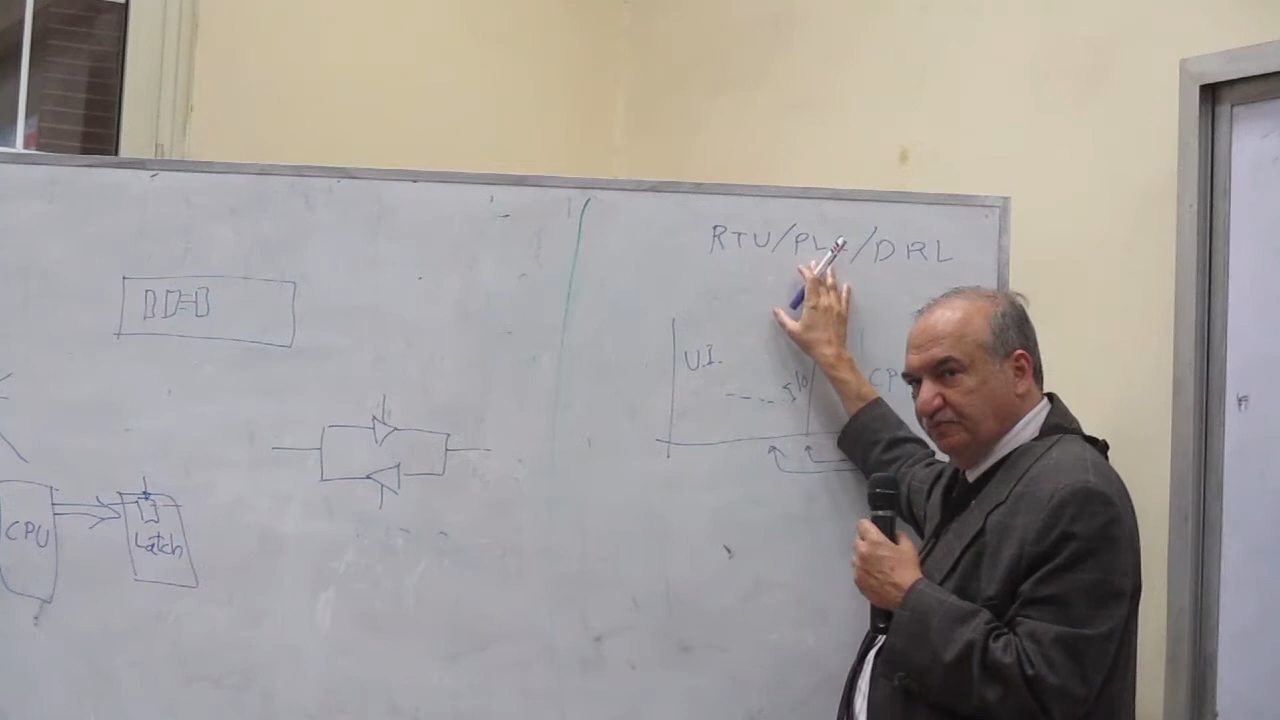 RTU/PLC/DRL
U.I.
I/O
CP
CPU
Latch